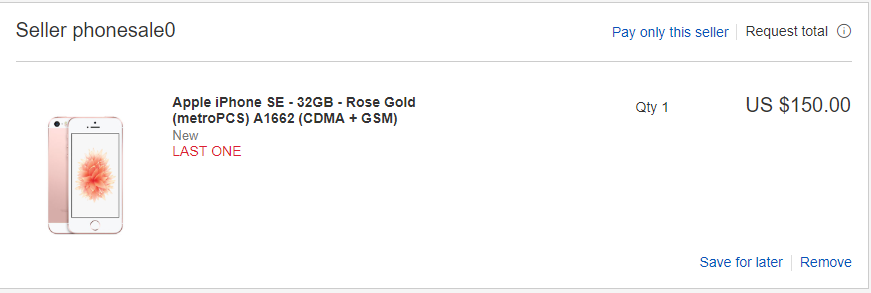 Seller phonesale0
Pay only this seller
Request total
Apple iPhone SE - 32GB - Rose Gold
(metroPCS) A1662 (CDMA + GSM)
New
LAST ONE
Qty 1
US $150.00
Save for later
Remove